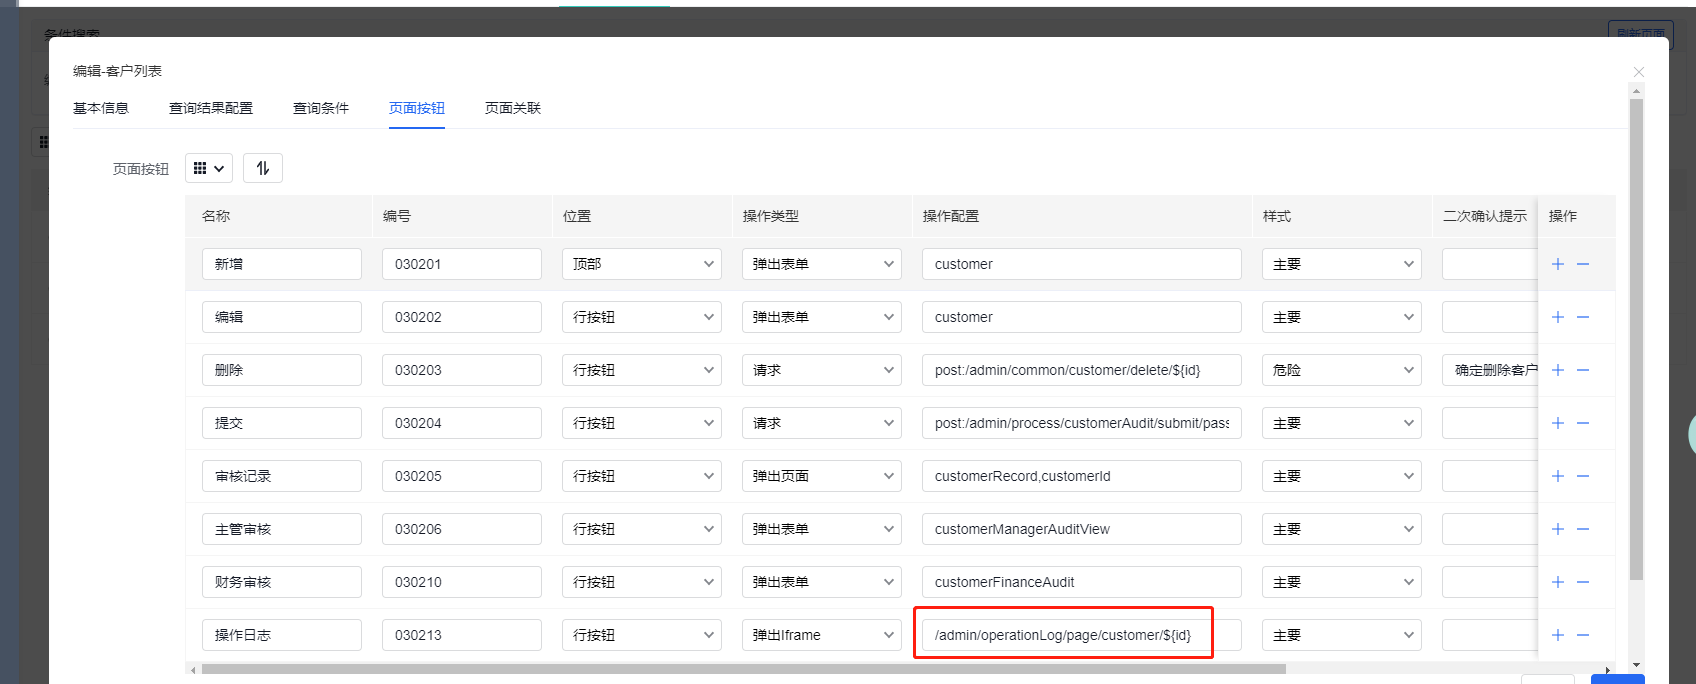 条件搜索
刷新页面
编辑-客户列表
基本信息 查询结果配置 查询条件 页面按钮 页面关联
页面按钮
名称 编号 位置 操作类型 操作配置 样式 二次确认提示 操作
新增 030201 顶部 弹出表单 customer 主要
编辑 030202 行按钮 弹出表单 customer 主要
删除 030203 行按钮 请求 post:/admin/common/customer/delete/${id} 危险 确定删除客户
提交 030204 行按钮 请求 post:/admin/process/customerAudit/submit/pass 主要
审核记录 030205 行按钮 弹出页面 customerRecord,customerId 主要
主管审核 030206 行按钮 弹出表单 customerManagerAuditView 主要
财务审核 030210 行按钮 弹出表单 customerFinanceAudit 主要
操作日志 030213 行按钮 弹出Iframe /admin/operationLog/page/customer/${id} 主要